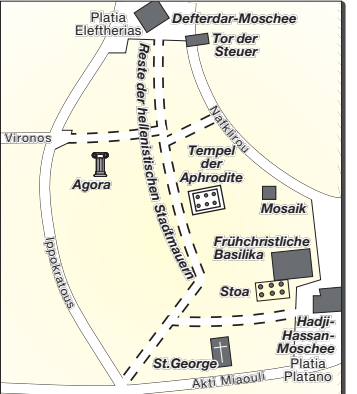 Platia
Eleftherias
Defterdar-Moschee
Tor der
Steuer
Reste der hellenistischen Stadtmauern
Nafklirou
Vironos
Tempel
der
Aphrodite
Agora
Mosaik
Ippokratous
Frühchristliche
Basilika
Stoa
Hadji-
Hassan-
Moschee
St.George
Platia
Platano
Akti Miaouli